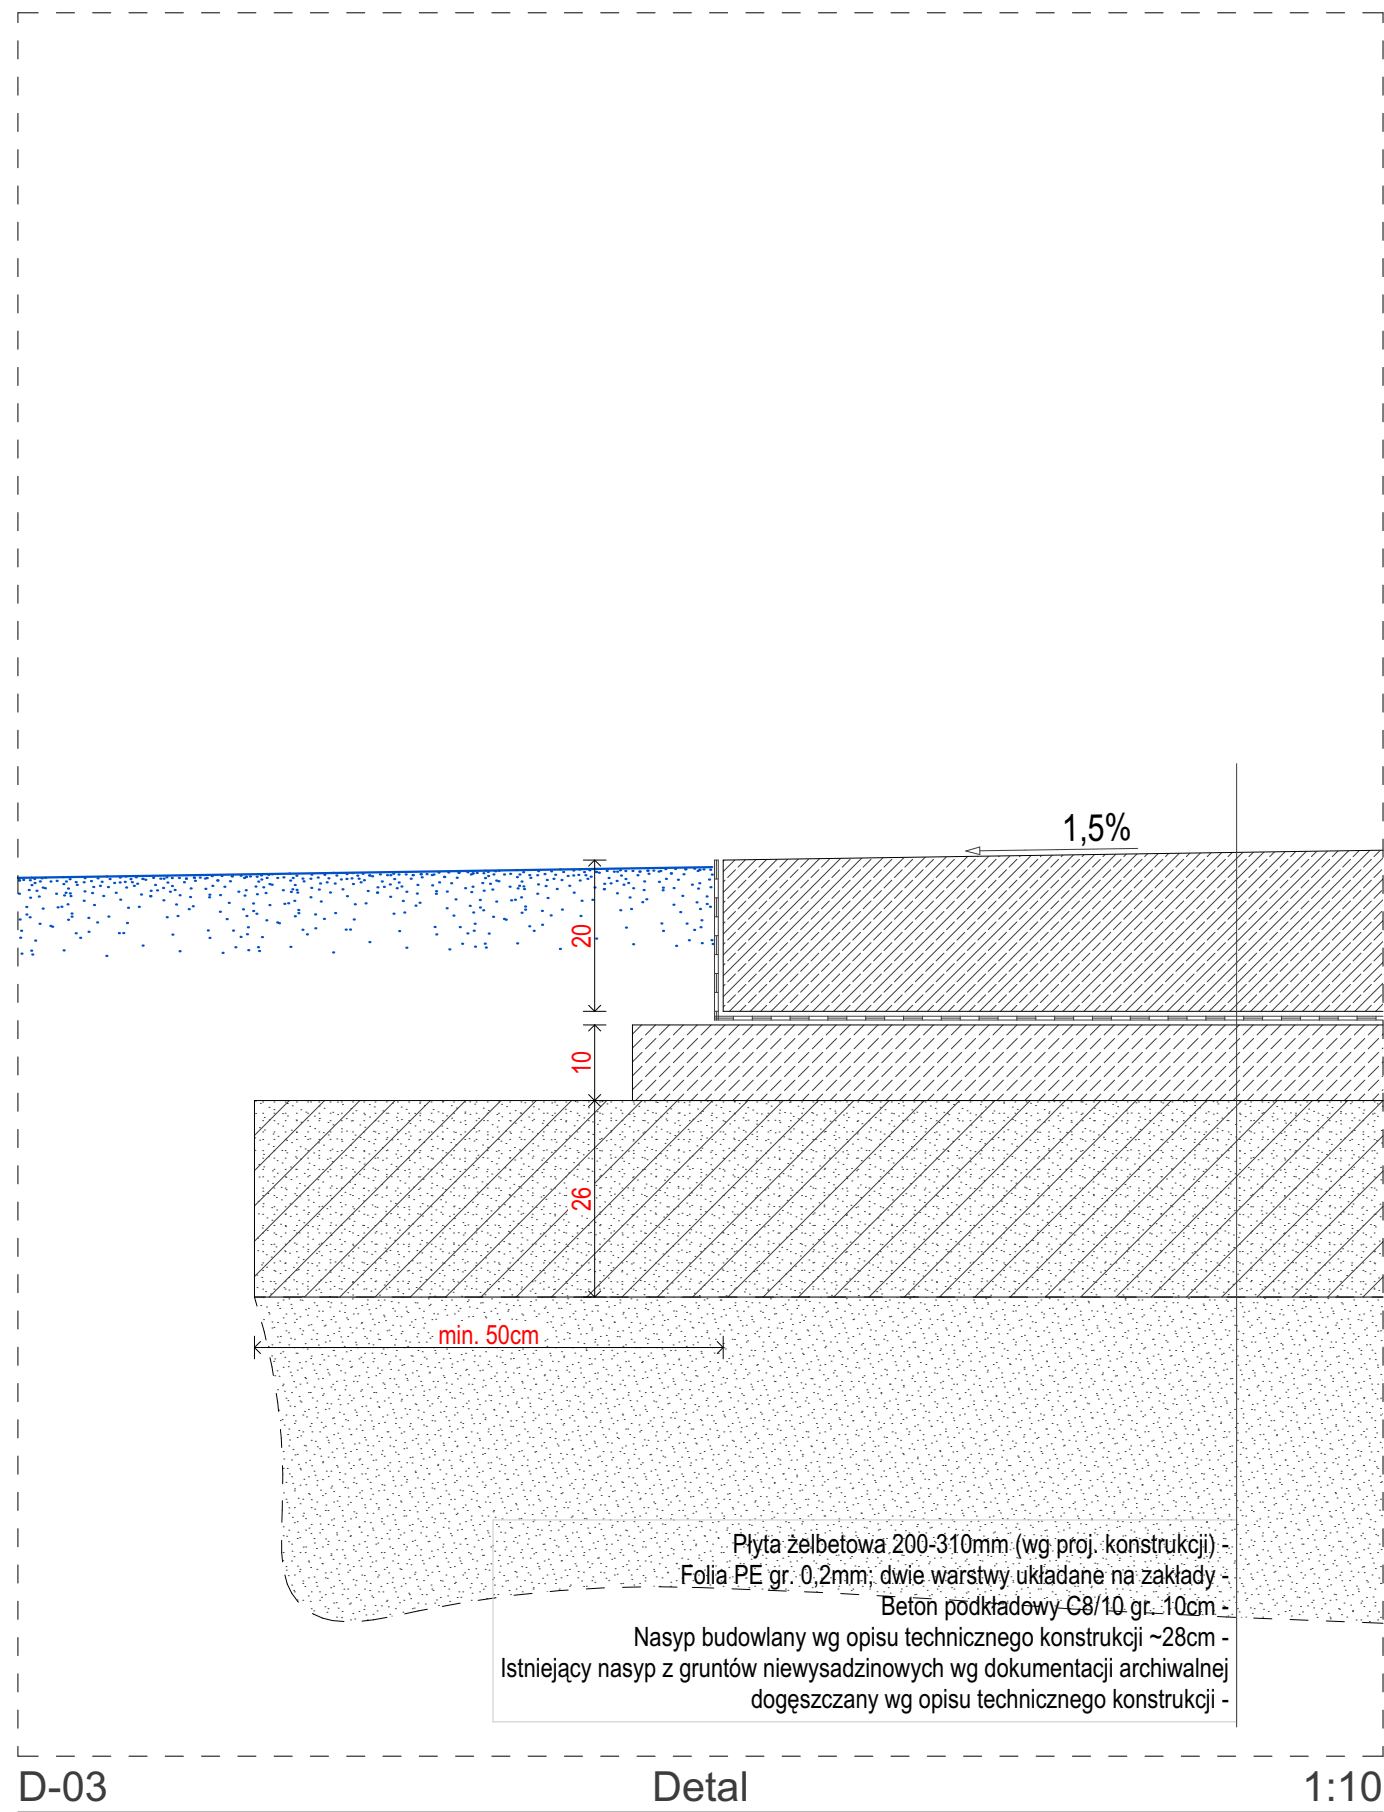 1,5%
20
10
26
min. 50cm
Płyta żelbetowa 200-310mm (wg proj. konstrukcji) -
Folia PE gr. 0,2mm; dwie warstwy układane na zakłady -
Beton podkładowy C8/10 gr. 10cm -
Nasyp budowlany wg opisu technicznego konstrukcji ~28cm -
Istniejący nasyp z gruntów niewysadzinowych wg dokumentacji archiwalnej
dogęszczany wg opisu technicznego konstrukcji -
D-03 Detal 1:10